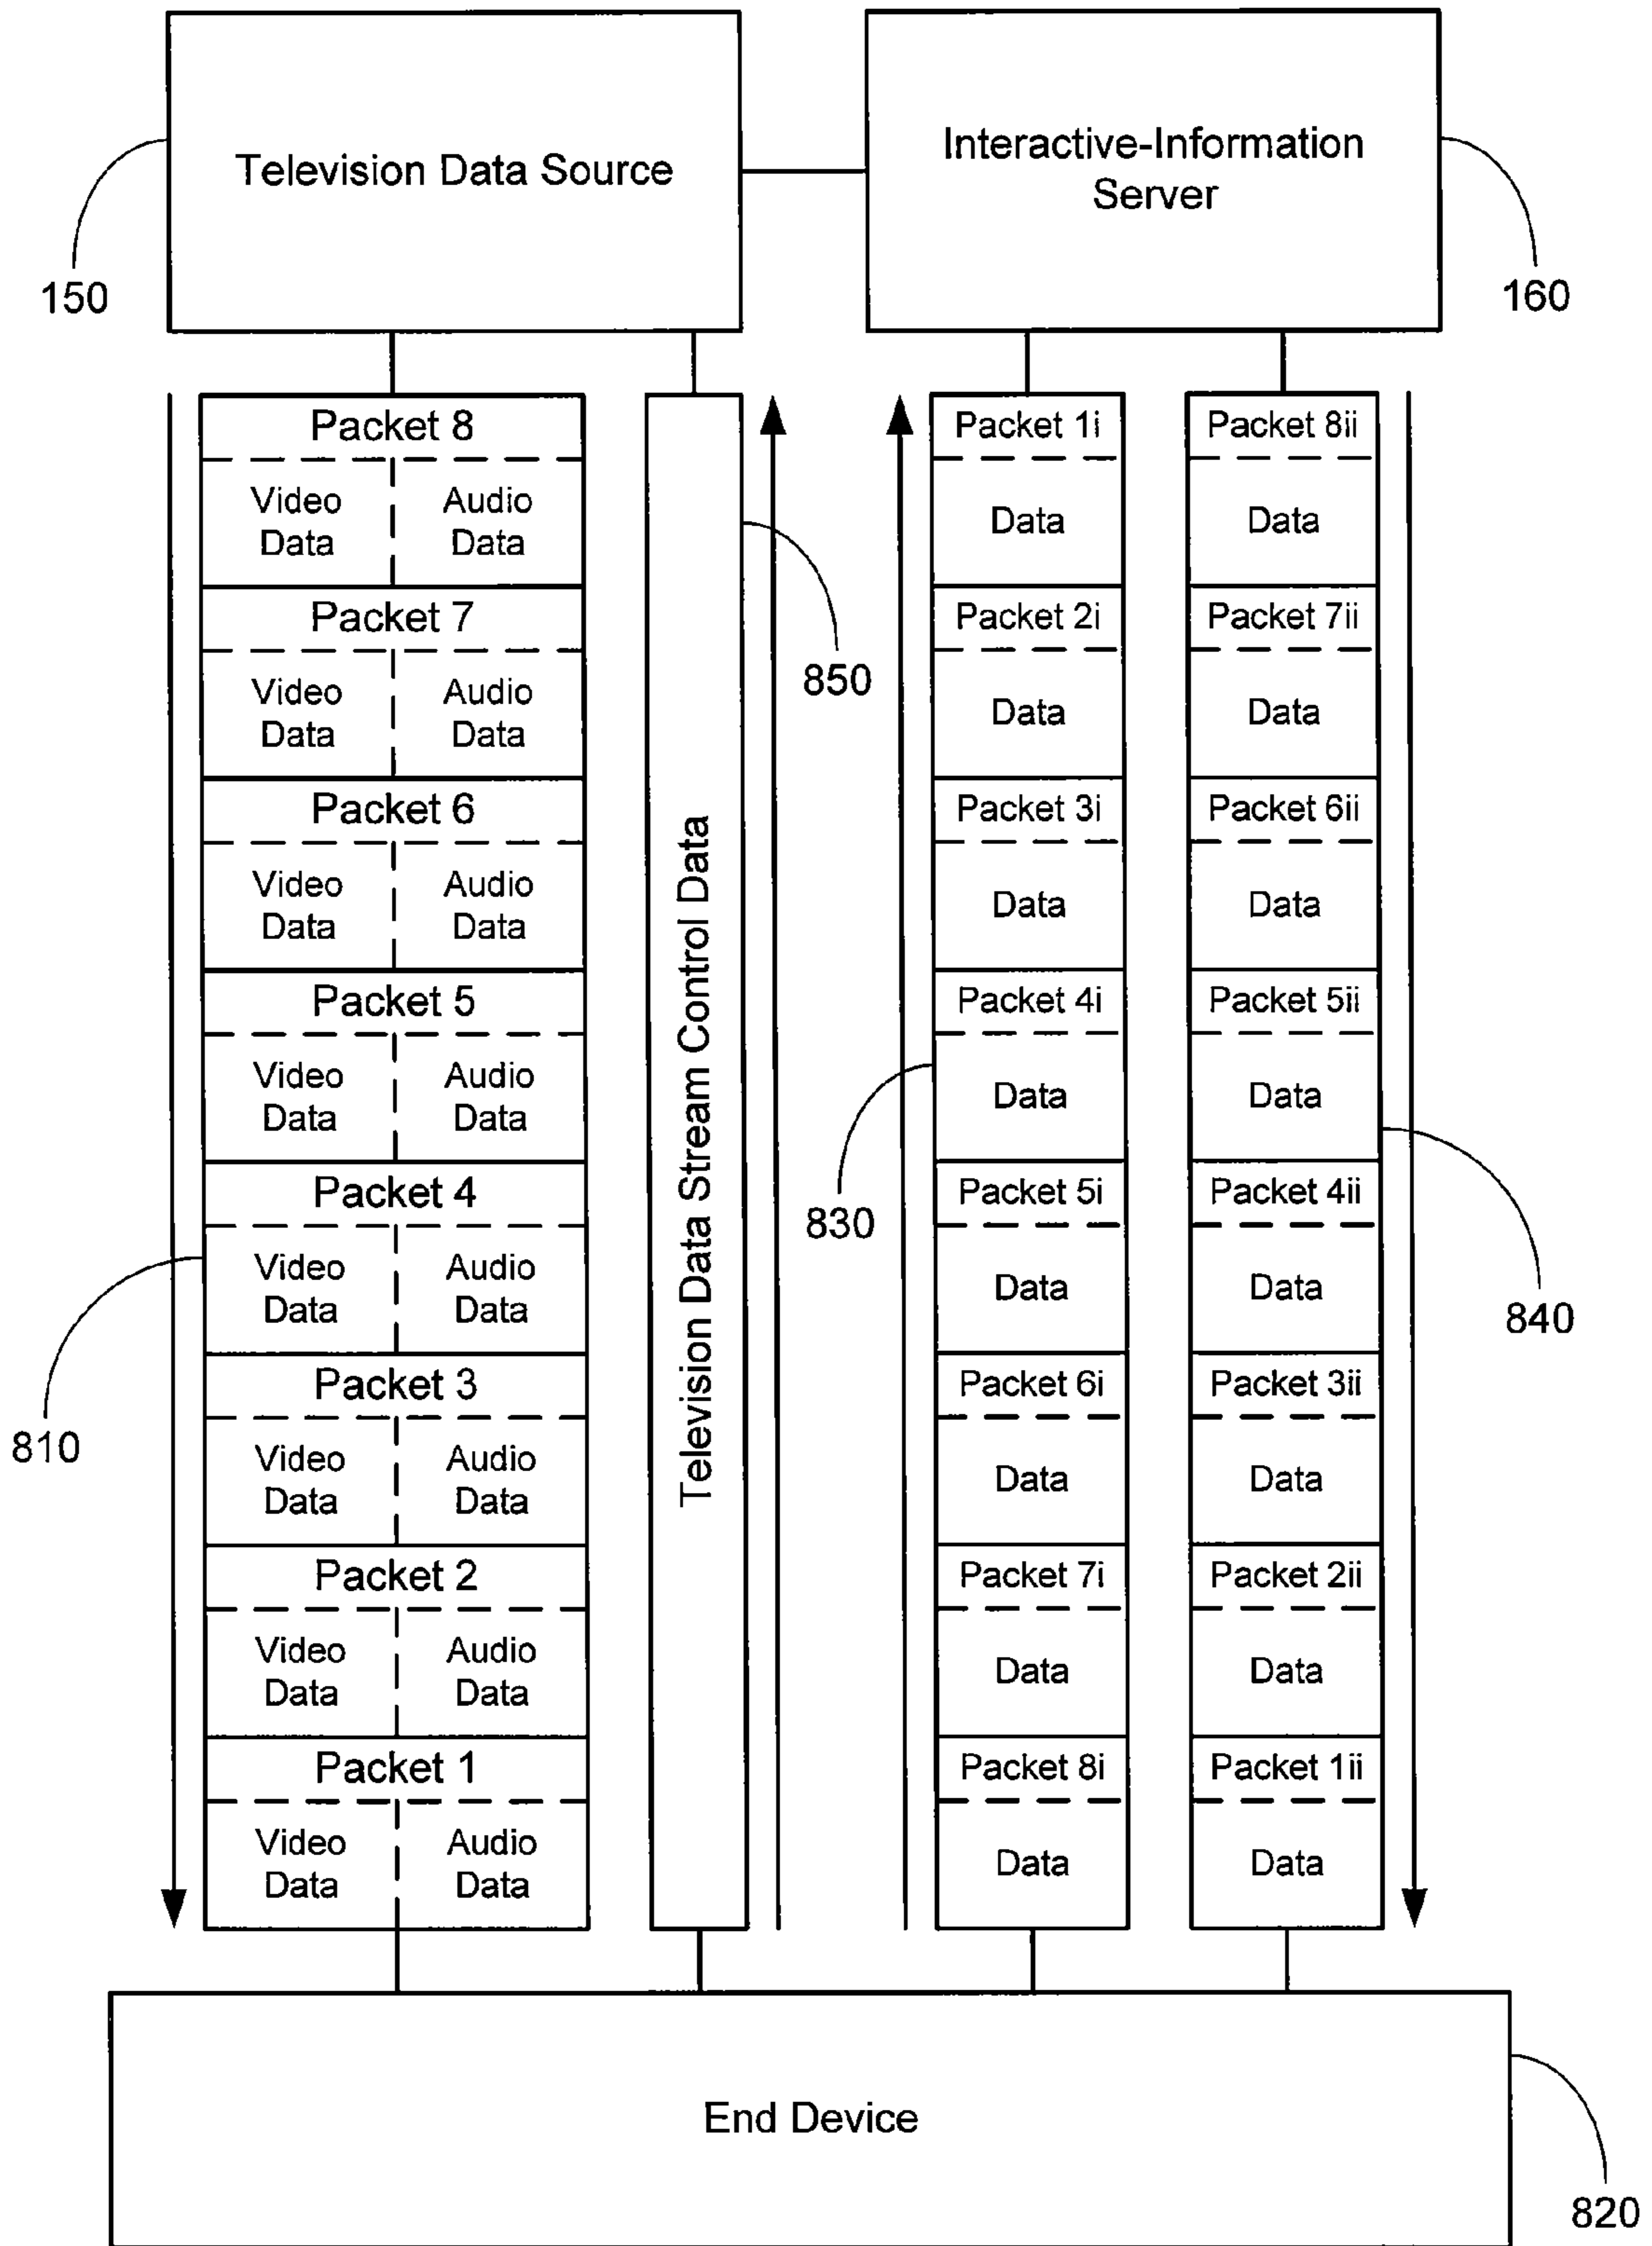 Television Data Source
Interactive-Information
Server
150
160
Packet 8
Video
Data
Audio
Data
Packet 7
Video
Data
Audio
Data
Packet 6
Video
Data
Audio
Data
Packet 5
Video
Data
Audio
Data
Packet 4
Video
Data
Audio
Data
Packet 3
Video
Data
Audio
Data
Packet 2
Video
Data
Audio
Data
Packet 1
Video
Data
Audio
Data
810
Television Data Stream Control Data
850
Packet 1i
Data
Packet 2i
Data
Packet 3i
Data
Packet 4i
Data
Packet 5i
Data
Packet 6i
Data
Packet 7i
Data
Packet 8i
Data
830
Packet 8ii
Data
Packet 7ii
Data
Packet 6ii
Data
Packet 5ii
Data
Packet 4ii
Data
Packet 3ii
Data
Packet 2ii
Data
Packet 1ii
Data
840
End Device
820